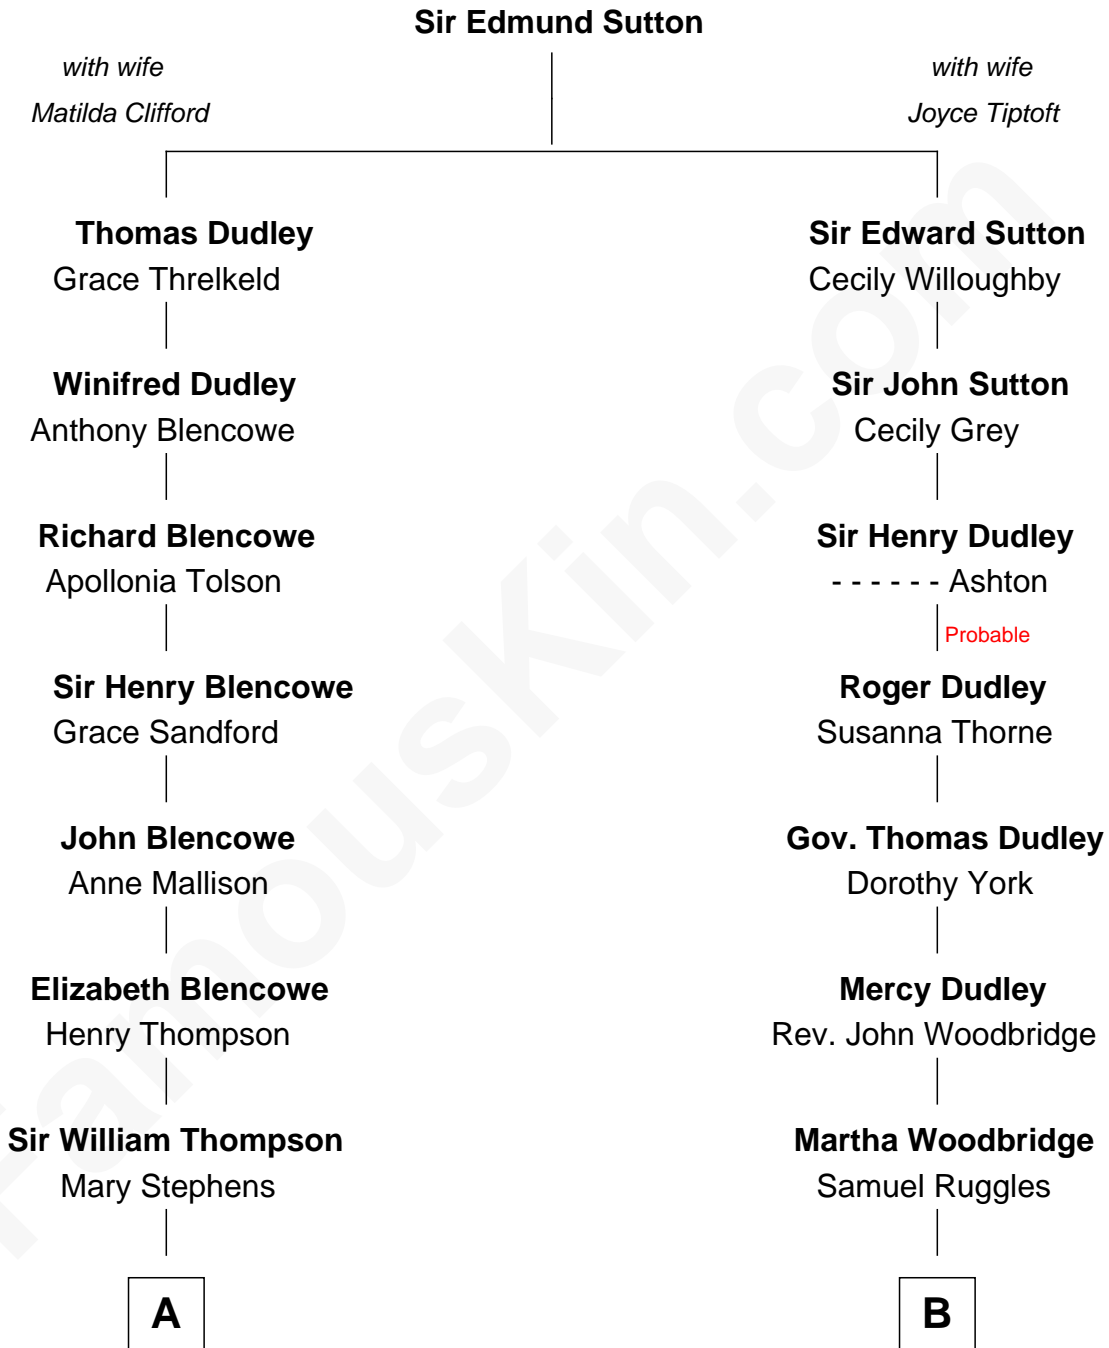 Sir Edmund Sutton
with wife
Matilda Clifford
with wife
Joyce Tiptoft
Thomas Dudley
Grace Threlkeld
Sir Edward Sutton
Cecily Willoughby
Winifred Dudley
Anthony Blencowe
Sir John Sutton
Cecily Grey
Richard Blencowe
Apollonia Tolson
Sir Henry Dudley
- - - - - - Ashton
Probable
Sir Henry Blencowe
Grace Sandford
Roger Dudley
Susanna Thorne
John Blencowe
Anne Mallison
Gov. Thomas Dudley
Dorothy York
Elizabeth Blencowe
Henry Thompson
Mercy Dudley
Rev. John Woodbridge
Sir William Thompson
Mary Stephens
Martha Woodbridge
Samuel Ruggles
A
B
FamousKin.com